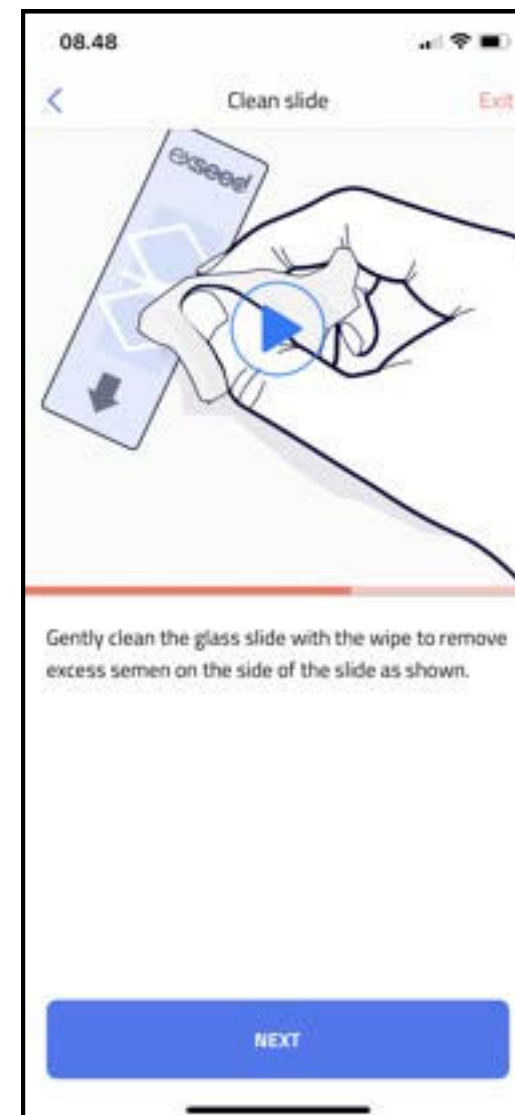 08.48
Clean slide
Exit
exseed
Gently clean the glass slide with the wipe to remove
excess semen on the side of the slide as shown.
NEXT